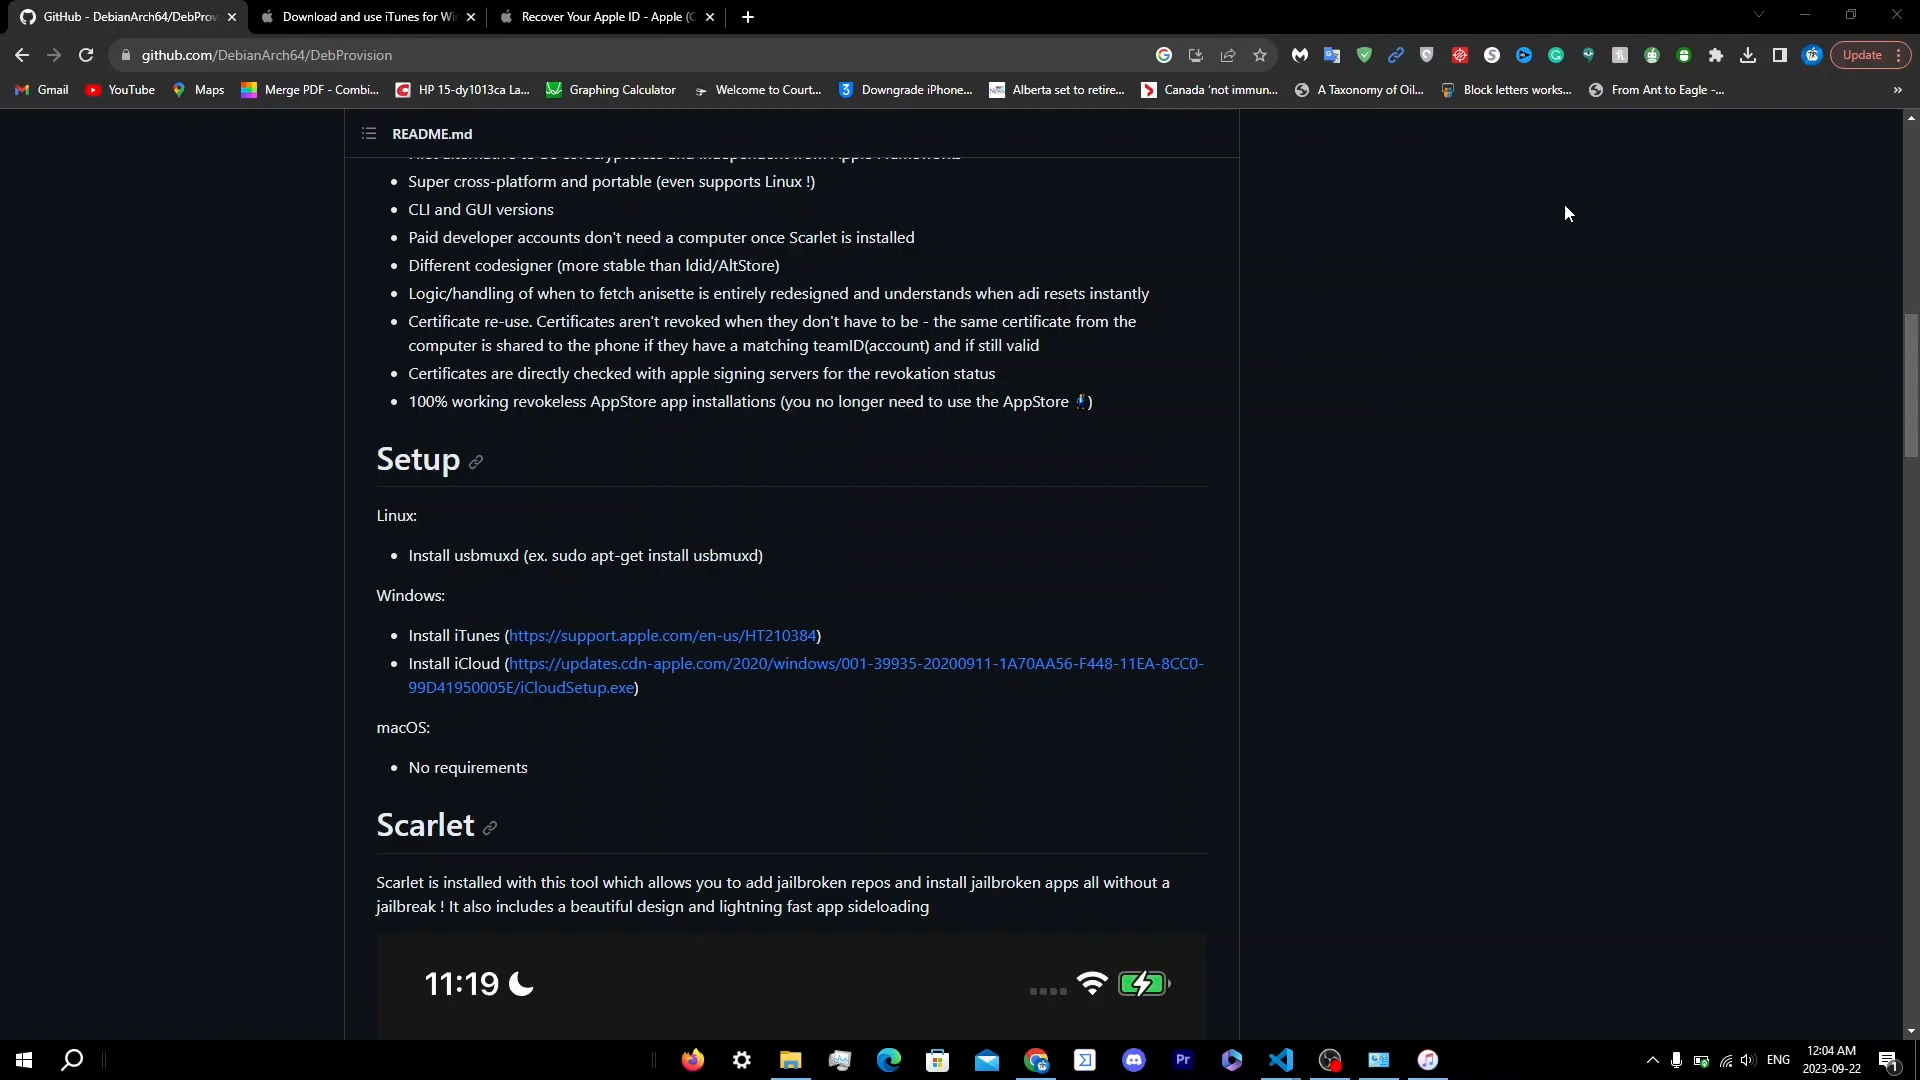 GitHub - DebianArch64/DebProvi
Download and use iTunes for Wi
Recover Your Apple ID - Apple (C
github.com/DebianArch64/DebProvision
Update
Gmail
YouTube
Maps
Merge PDF - Combi...
HP 15-dy1013ca La...
Graphing Calculator
Welcome to Court...
Downgrade iPhone...
Alberta set to retire...
Canada 'not immun...
A Taxonomy of Oil...
Block letters works...
From Ant to Eagle -...
README.md
Super cross-platform and portable (even supports Linux !)
CLI and GUI versions
Paid developer accounts don't need a computer once Scarlet is installed
Different codesigner (more stable than ldid/AltStore)
Logic/handling of when to fetch anisette is entirely redesigned and understands when adi resets instantly
Certificate re-use. Certificates aren't revoked when they don't have to be - the same certificate from the
computer is shared to the phone if they have a matching teamID(account) and if still valid
Certificates are directly checked with apple signing servers for the revokation status
100% working revokeless AppStore app installations (you no longer need to use the AppStore )
Setup
Linux:
Install usbmuxd (ex. sudo apt-get install usbmuxd)
Windows:
Install iTunes (https://support.apple.com/en-us/HT210384)
Install iCloud (https://updates.cdn-apple.com/2020/windows/001-39935-20200911-1A70AA56-F448-11EA-8CC0-
99D41950005E/iCloudSetup.exe)
macOS:
No requirements
Scarlet
Scarlet is installed with this tool which allows you to add jailbroken repos and install jailbroken apps all without a
jailbreak ! It also includes a beautiful design and lightning fast app sideloading
11:19
ENG
12:04 AM
2023-09-22
1